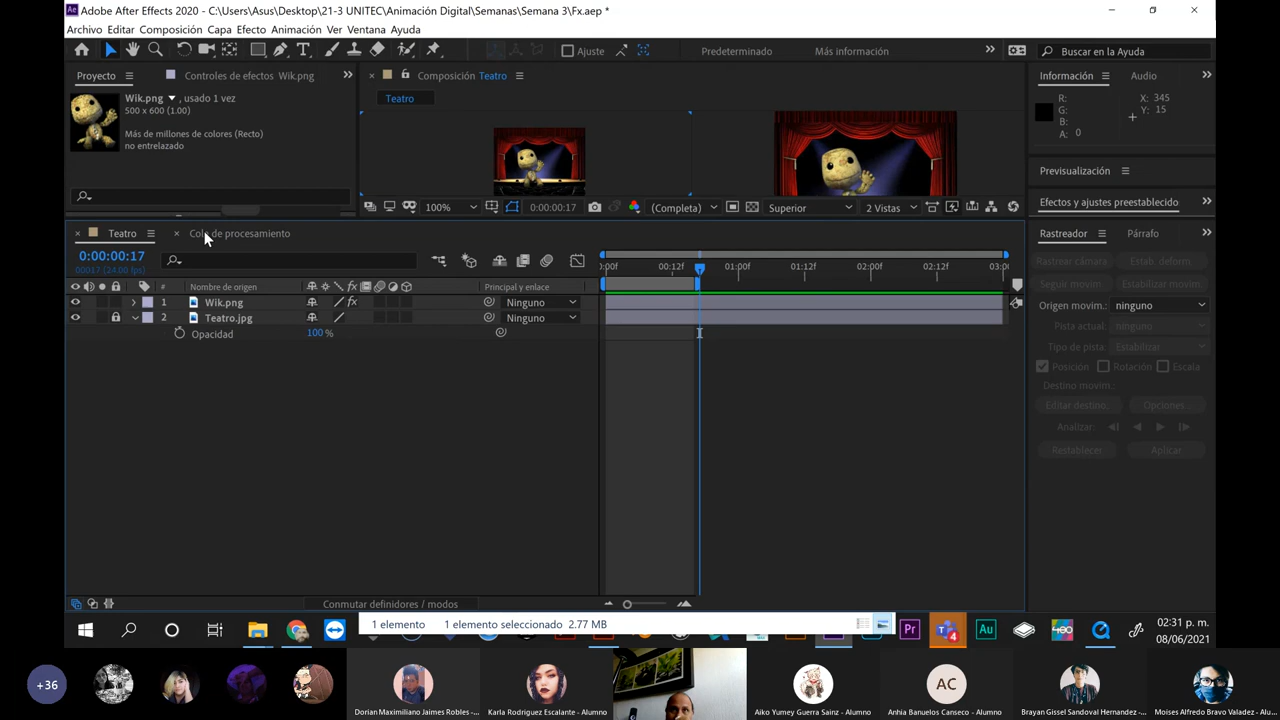 Adobe After Effects 2020 - C:\Users\Asus\Desktop\21-3 UNITEC\Animación Digital\Semanas\Semana 3\Fx.aep *
Archivo Editar Composición Capa Efecto Animación Ver Ventana Ayuda
Ajuste
Predeterminado
Más información
Buscar en la Ayuda
Proyecto
Controles de efectos Wik.png
Composición Teatro
Información
Audio
Wik.png , usado 1 vez
500 x 600 (1.00)
Más de millones de colores (Recto)
no entrelazado
Teatro
R:
G:
B:
A: 0
X: 345
Y: 15
Previsualización
100%
0:00:00:17
(Completa)
Superior
2 Vistas
Efectos y ajustes preestablecido
Teatro
Cola de procesamiento
Rastreador
Párrafo
0:00:00:17
00017 (24.00 fps)
0:00f 00:12f 01:00f 01:12f 02:00f 02:12f 03:0
# Nombre de origen
fx
Principal y enlace
1 Wik.png fx Ninguno
2 Teatro.jpg Ninguno
Opacidad 100 %
Rastrear cámara
Estab. deform.
Seguir movim.
Estabilizar movim.
Origen movim.: ninguno
Pista actual: ninguno
Tipo de pista: Estabilizar
Posición Rotación Escala
Destino movim.:
Editar destino...
Opciones...
Analizar:
Restablecer
Aplicar
Conmutar definidores / modos
1 elemento 1 elemento seleccionado 2.77 MB
Pr
4
Au
02:31 p. m.
08/06/2021
+36
AC
Dorian Maximiliano Jaimes Robles -...
Karla Rodriguez Escalante - Alumno
Aiko Yumey Guerra Sainz - Alumno
Anhia Banuelos Canseco - Alumno
Brayan Gissel Sandoval Hernandez -...
Moises Alfredo Bravo Valadez - Alu...